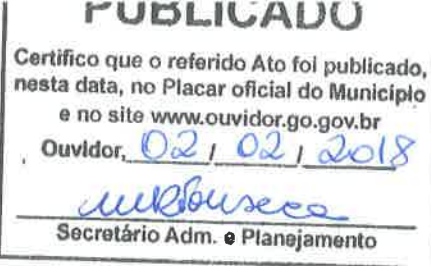 PUBLICADO
Certifico que o referido Ato foi publicado,
nesta data, no Placar oficial do Município
e no site www.ouvidor.go.gov.br
Ouvidor, 02 / 02 / 2018
Secretário Adm. e Planejamento